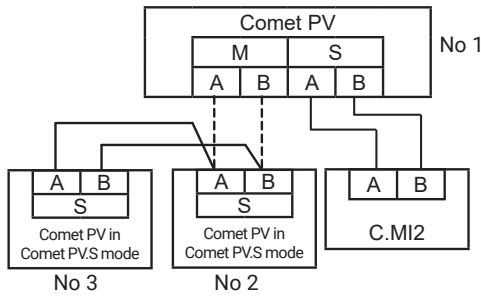 Comet PV
No 1
M S
A B A B
A B A B A B
S S C.MI2
Comet PV in Comet PV in
Comet PV.S mode Comet PV.S mode
No 3 No 2